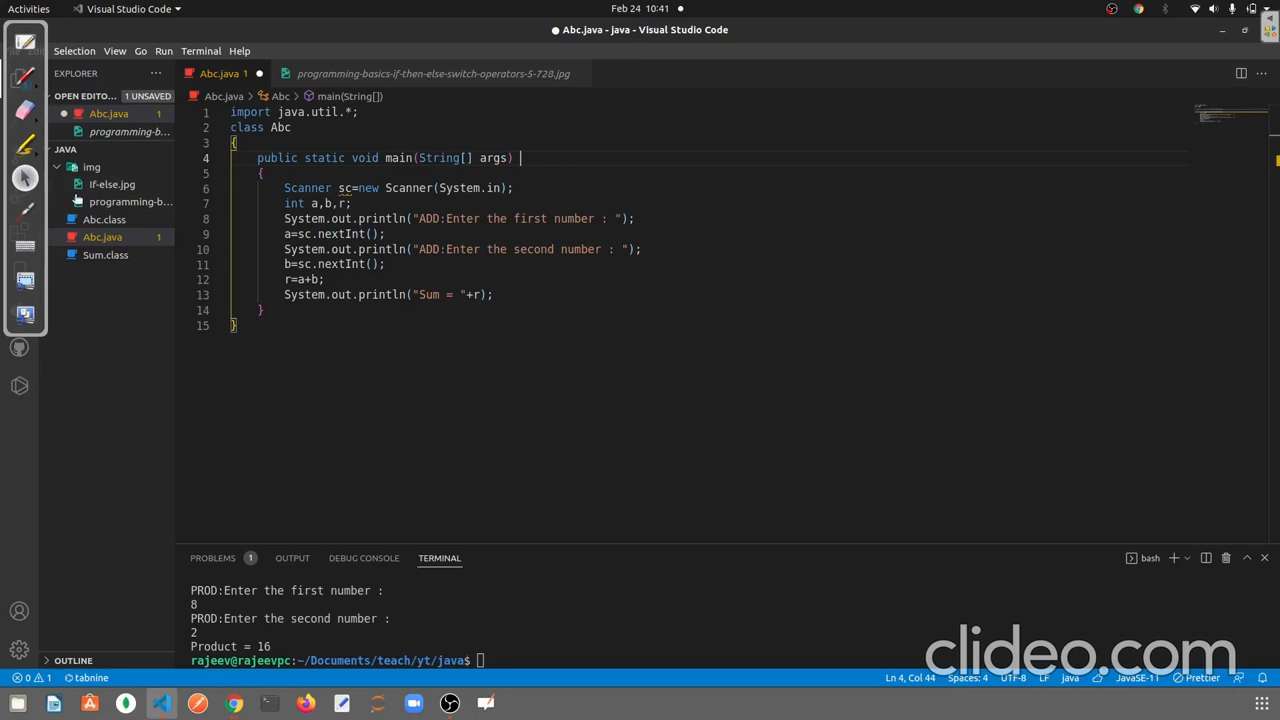 Activities
Visual Studio Code
Feb 24 10:41
Abc.java - java - Visual Studio Code
Selection View Go Run Terminal Help
EXPLORER
Abc.java 1
programming-basics-if-then-else-switch-operators-5-728.jpg
OPEN EDITO...
1 UNSAVED
Abc.java > Abc > main(String[])
Abc.java 1
programming-b...
JAVA
img
If-else.jpg
programming-b...
Abc.class
Abc.java 1
Sum.class
1 import java.util.*;
2 class Abc
3 {
4 public static void main(String[] args)
5 {
6 Scanner sc=new Scanner(System.in);
7 int a,b,r;
8 System.out.println("ADD:Enter the first number : ");
9 a=sc.nextInt();
10 System.out.println("ADD:Enter the second number : ");
11 b=sc.nextInt();
12 r=a+b;
13 System.out.println("Sum = "+r);
14 }
15 }
PROBLEMS 1 OUTPUT DEBUG CONSOLE TERMINAL
bash
PROD:Enter the first number :
8
PROD:Enter the second number :
2
Product = 16
rajeev@rajeevpc:~/Documents/teach/yt/java$
OUTLINE
clideo.com
0 1 tabnine
Ln 4, Col 44 Spaces: 4 UTF-8 LF java JavaSE-11 Prettier